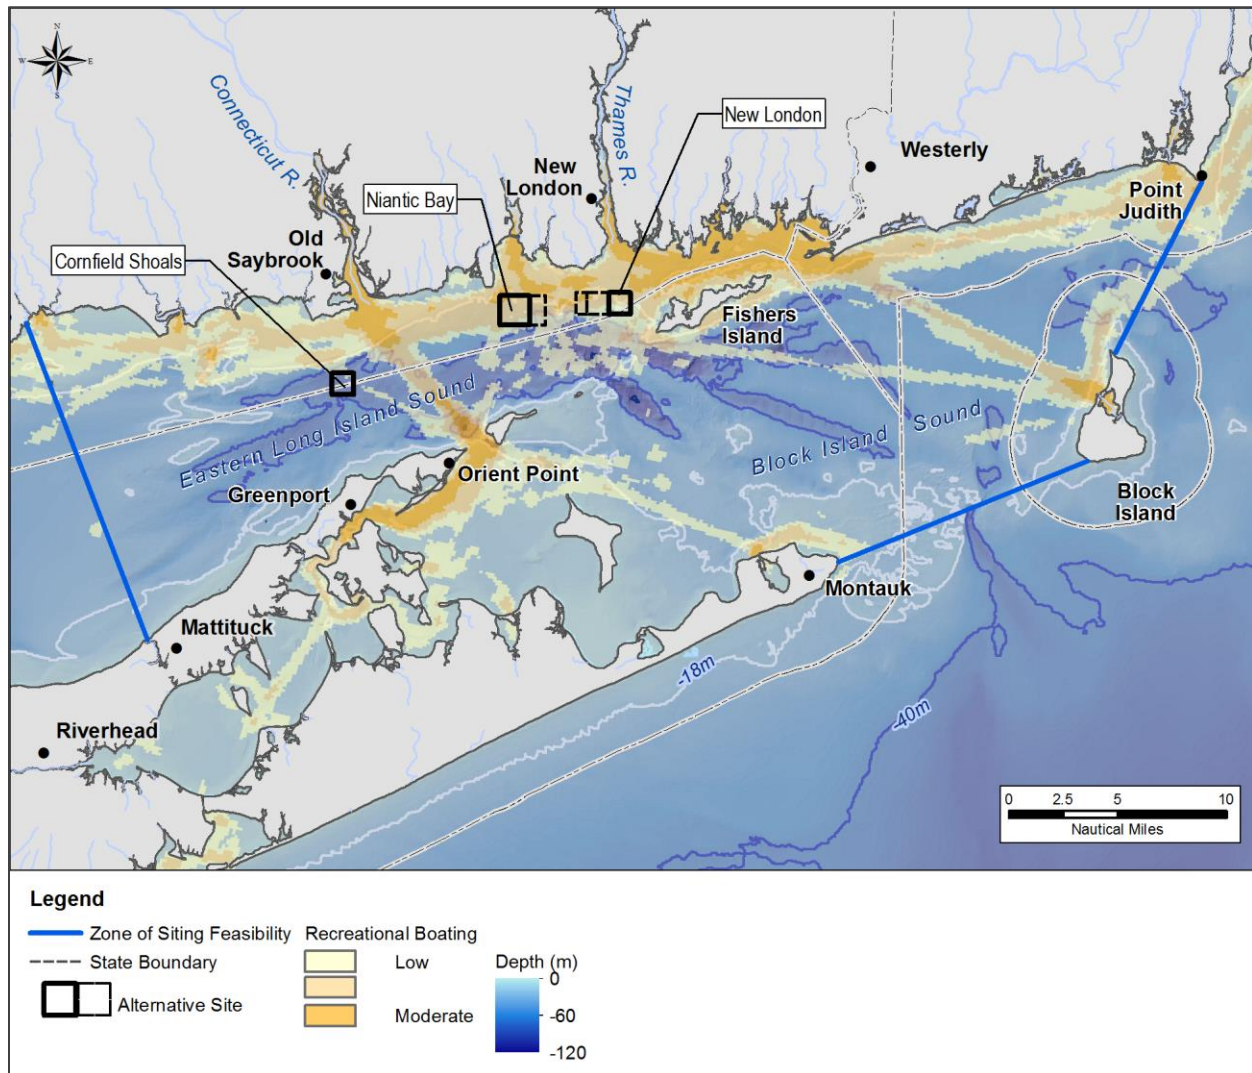 N
W
E
S
Connecticut R.
Thames R.
New London
Westerly
New
London
Niantic Bay
Point
Judith
Old
Saybrook
Cornfield Shoals
Fishers
Island
Eastern Long Island Sound
Block Island Sound
Orient Point
Greenport
Block
Island
Montauk
Mattituck
-18m
-40m
Riverhead
0 2.5 5 10
Nautical Miles
Legend
Zone of Siting Feasibility
State Boundary
Alternative Site
Recreational Boating
Low
Moderate
Depth (m)
0
-60
-120